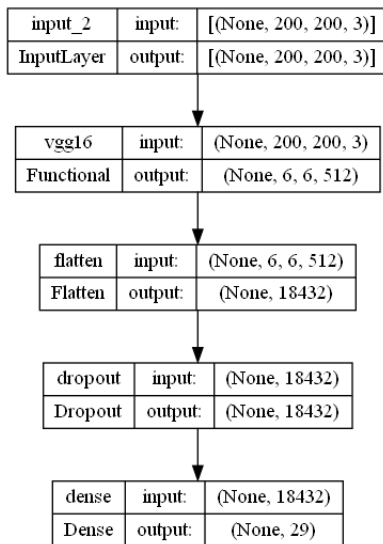 input_2 input: [(None, 200, 200, 3)]
InputLayer output: [(None, 200, 200, 3)]
vgg16 input: (None, 200, 200, 3)
Functional output: (None, 6, 6, 512)
flatten input: (None, 6, 6, 512)
Flatten output: (None, 18432)
dropout input: (None, 18432)
Dropout output: (None, 18432)
dense input: (None, 18432)
Dense output: (None, 29)